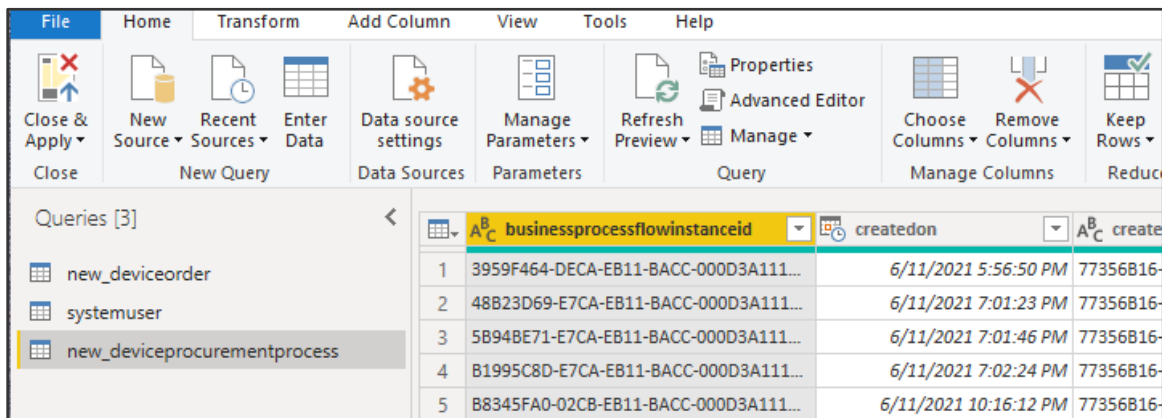 File Home Transform Add Column View Tools Help
Close & Apply
New Source
Recent Sources
Enter Data
Data source settings
Manage Parameters
Refresh Preview
Properties
Advanced Editor
Manage
Choose Columns
Remove Columns
Keep Rows
Close New Query Data Sources Parameters Query Manage Columns Reduc
Queries [3]
new_deviceorder
systemuser
new_deviceprocurementprocess
ABC businessprocessflowinstanceid createdon ABC create
1 3959F464-DECA-EB11-BACC-000D3A111... 6/11/2021 5:56:50 PM 77356B16-
2 48B23D69-E7CA-EB11-BACC-000D3A111... 6/11/2021 7:01:23 PM 77356B16-
3 5B94BE71-E7CA-EB11-BACC-000D3A111... 6/11/2021 7:01:46 PM 77356B16-
4 B1995C8D-E7CA-EB11-BACC-000D3A111... 6/11/2021 7:02:24 PM 77356B16-
5 B8345FA0-02CB-EB11-BACC-000D3A111... 6/11/2021 10:16:12 PM 77356B16-